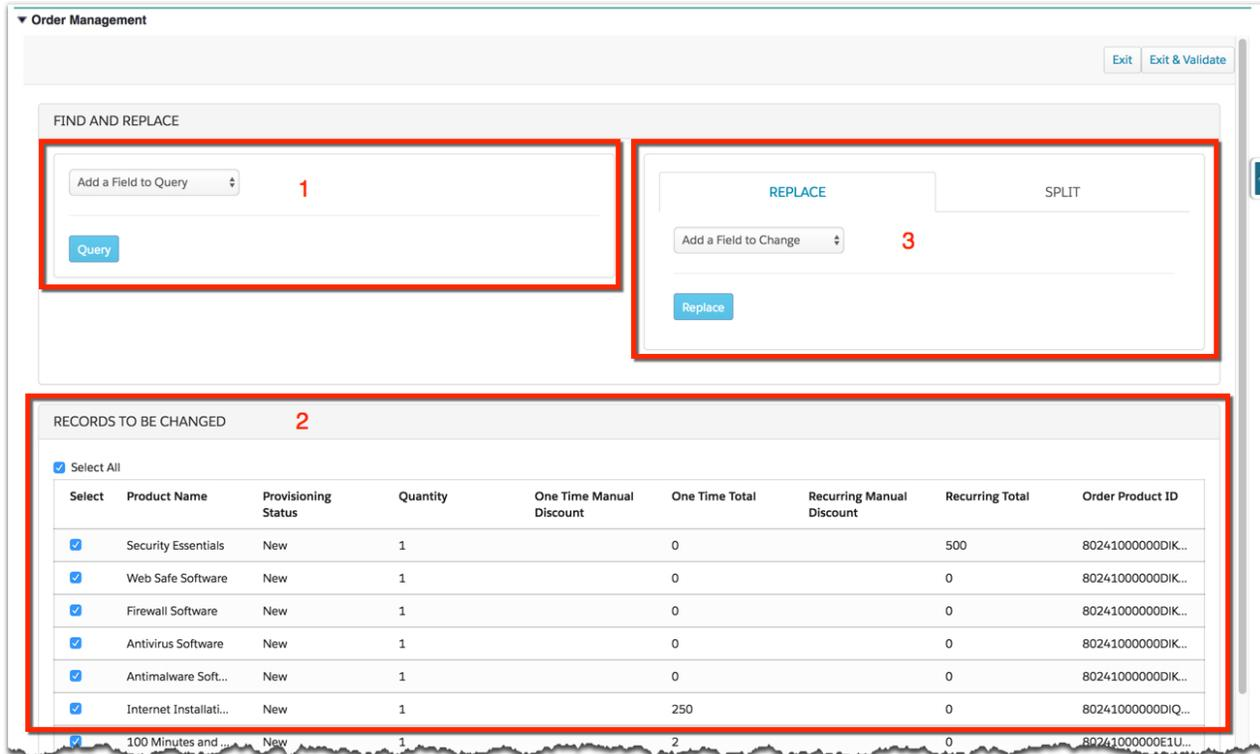 Order Management
Exit Exit & Validate
FIND AND REPLACE
Add a Field to Query 1
Query
REPLACE SPLIT
Add a Field to Change 3
Replace
RECORDS TO BE CHANGED 2
Select All
Select Product Name Provisioning Status Quantity One Time Manual Discount One Time Total Recurring Manual Discount Recurring Total Order Product ID
Security Essentials New 1 0 500 80241000000DIK...
Web Safe Software New 1 0 0 80241000000DIK...
Firewall Software New 1 0 0 80241000000DIK...
Antivirus Software New 1 0 0 80241000000DIK...
Antimalware Soft... New 1 0 0 80241000000DIK...
Internet Installati... New 1 250 0 80241000000DIQ...
100 Minutes and ... New 1 2 0 80241000000E1U...